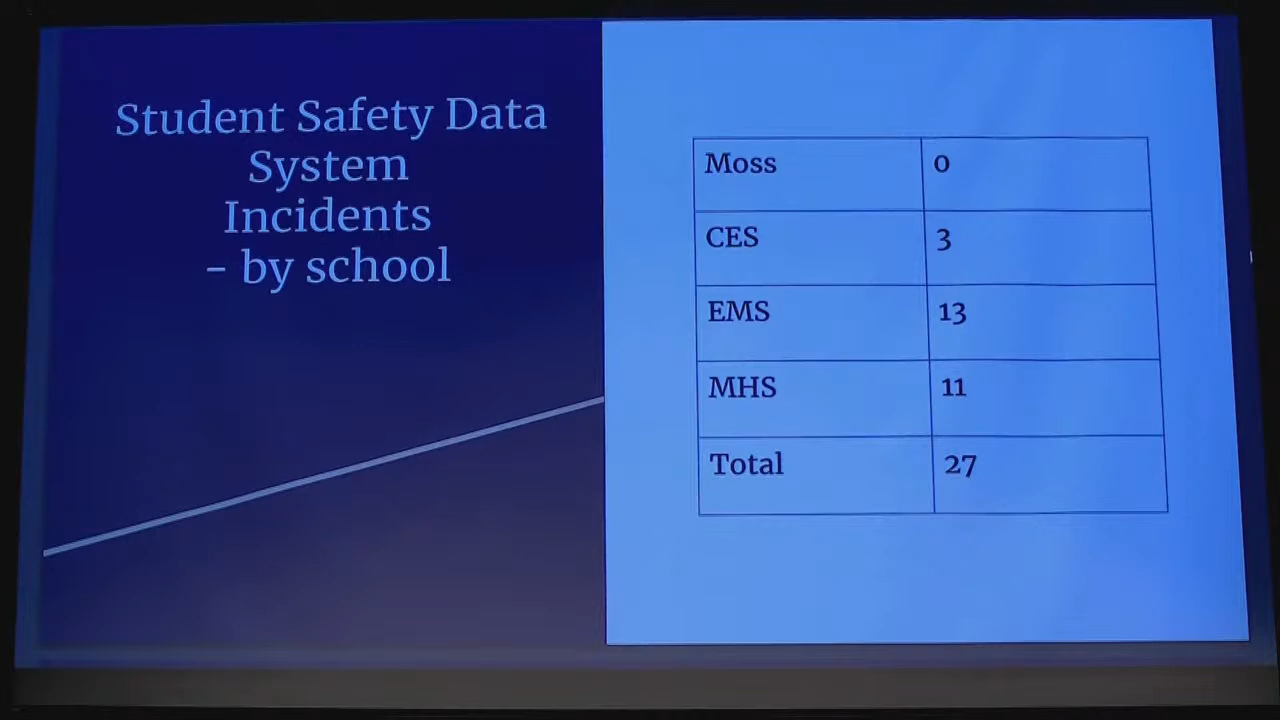 Student Safety Data
System
Incidents
- by school
Moss 0
CES 3
EMS 13
MHS 11
Total 27